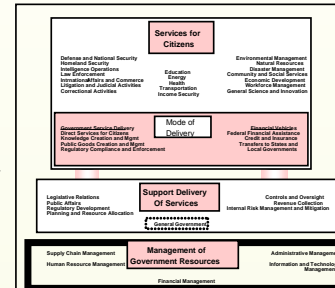 Services for
Citizens
Defense and National Security
Homeland Security
Intelligence Operations
Law Enforcement
International Affairs and Commerce
Litigation and Judicial Activities
Correctional Activities
Education
Energy
Health
Transportation
Income Security
Environmental Management
Natural Resources
Disaster Management
Community and Social Services
Economic Development
Workforce Management
General Science and Innovation
Mode of
Delivery
Government Service Delivery
Direct Services for Citizens
Knowledge Creation and Mgmt
Public Goods Creation and Mgmt
Regulatory Compliance and Enforcement
Financial Vehicles
Federal Financial Assistance
Credit and Insurance
Transfers to States and
Local Governments
Support Delivery
Of Services
Legislative Relations
Public Affairs
Regulatory Development
Planning and Resource Allocation
General Government
Controls and Oversight
Revenue Collection
Internal Risk Management and Mitigation
Management of
Government Resources
Supply Chain Management
Human Resource Management
Financial Management
Administrative Manageme
Information and Technolog
Management